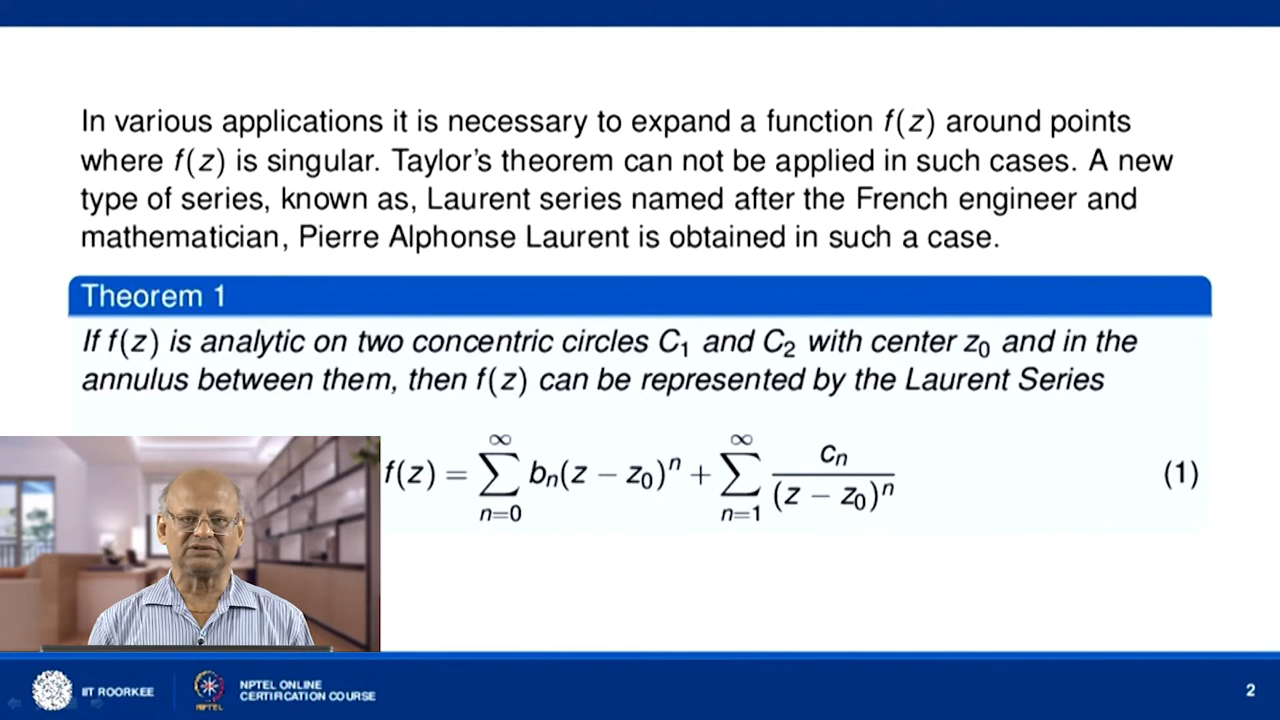 In various applications it is necessary to expand a function f(z) around points
where f(z) is singular. Taylor's theorem can not be applied in such cases. A new
type of series, known as, Laurent series named after the French engineer and
mathematician, Pierre Alphonse Laurent is obtained in such a case.
Theorem 1
If f(z) is analytic on two concentric circles C₁ and C₂ with center z₀ and in the
annulus between them, then f(z) can be represented by the Laurent Series
f(z) = ∑_{n=0}^{∞} bₙ(z − z₀)ⁿ + ∑_{n=1}^{∞} cₙ/(z − z₀)ⁿ (1)
IIT ROORKEE
NPTEL
NPTEL ONLINE
CERTIFICATION COURSE
2